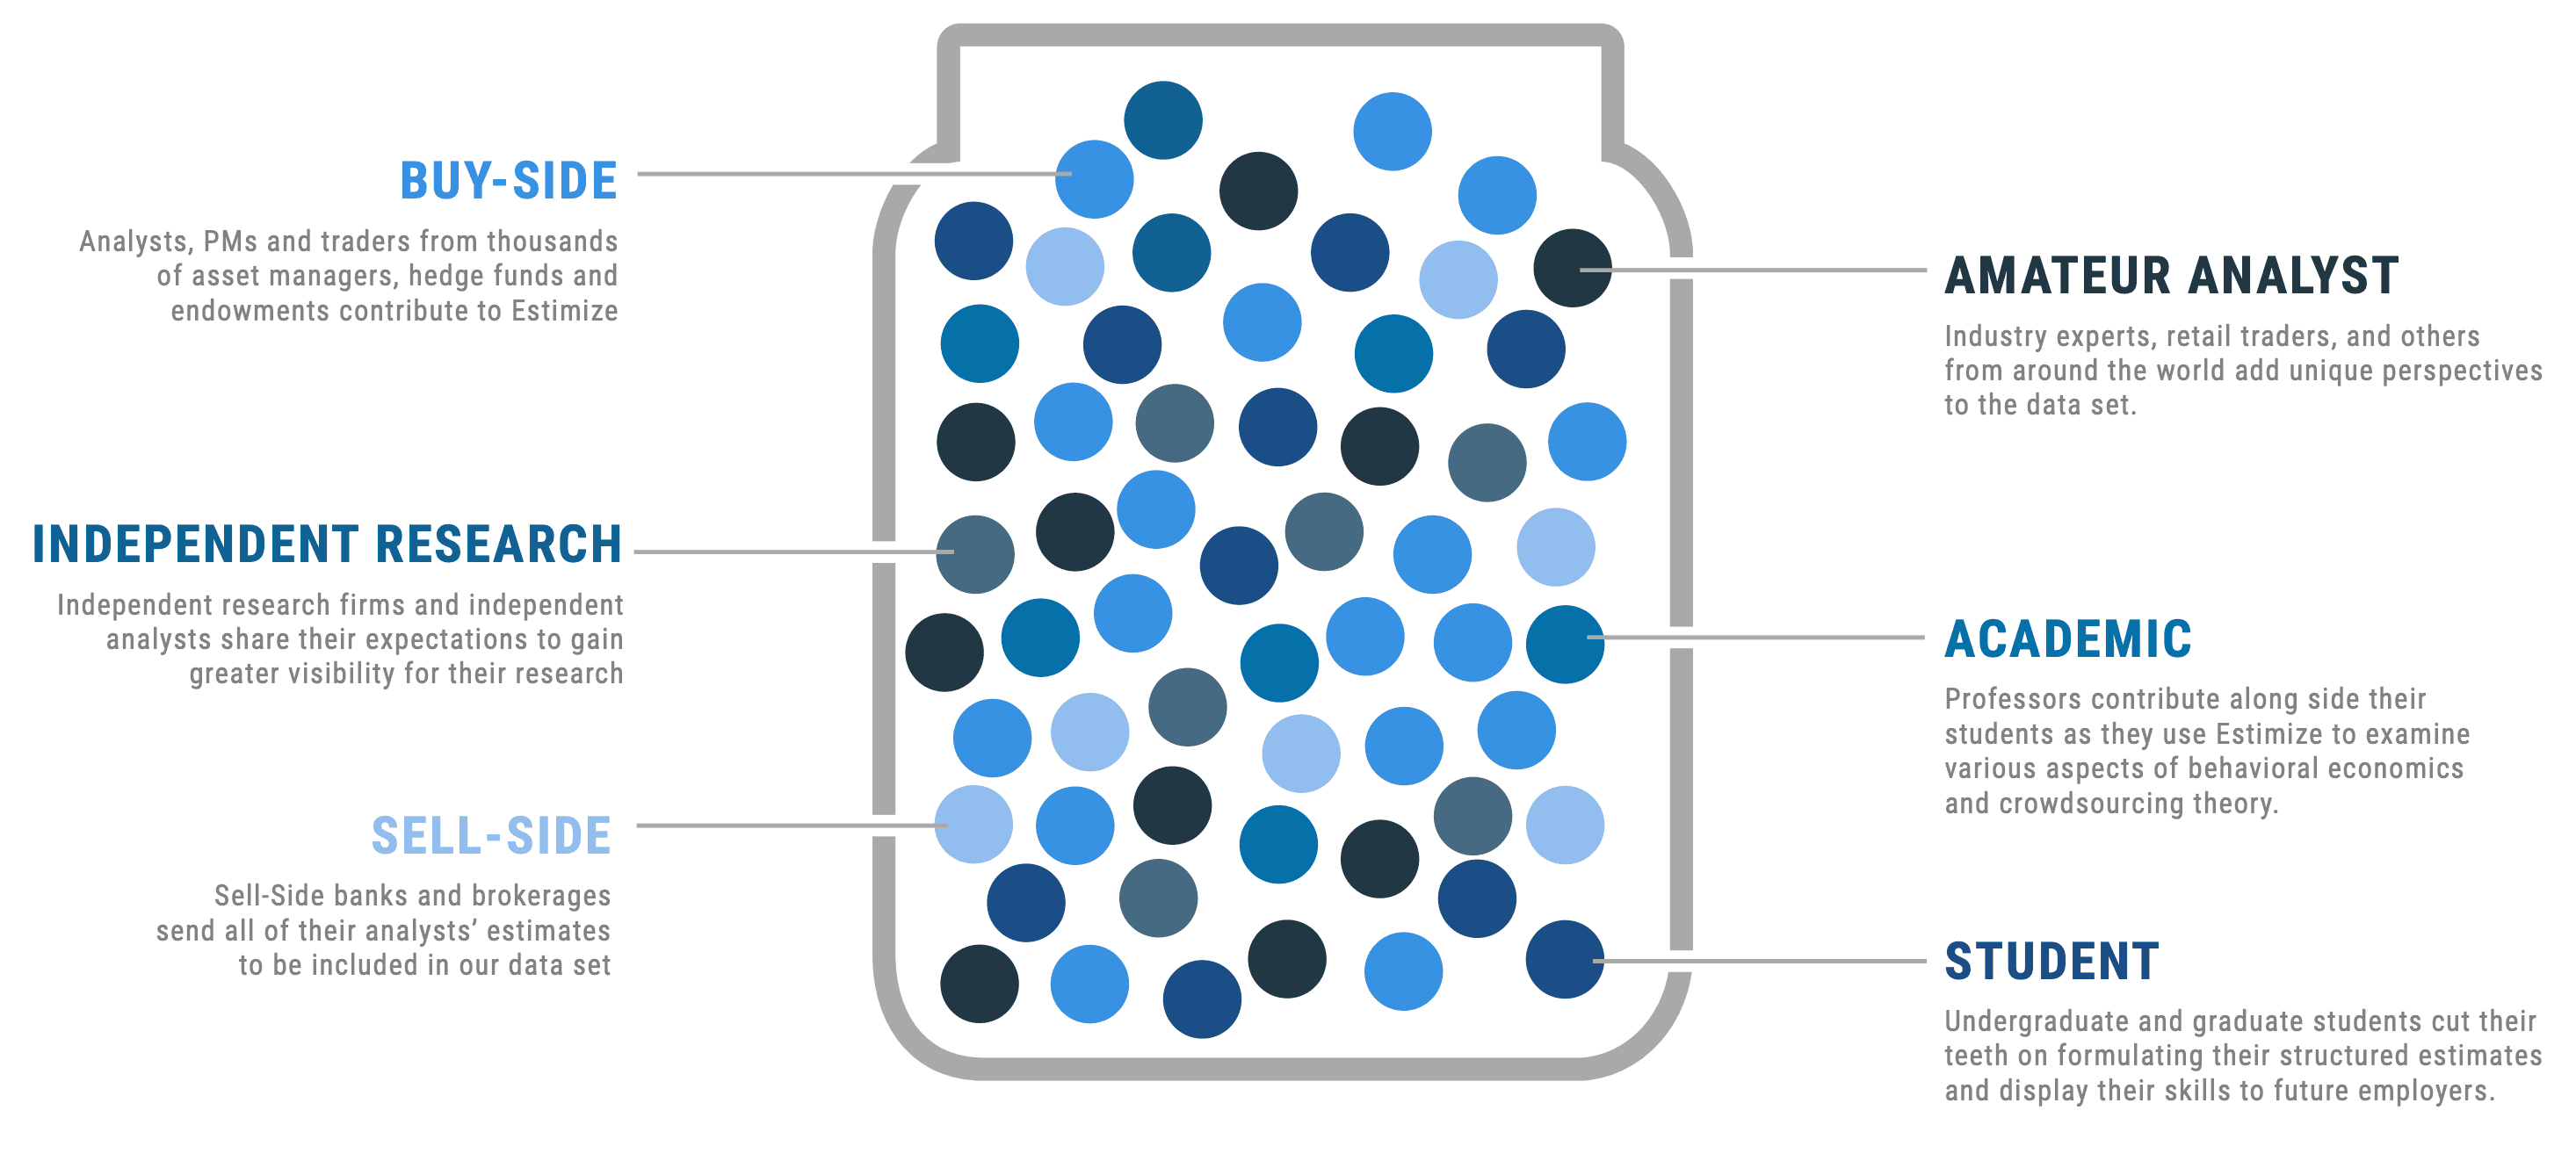 BUY-SIDE
Analysts, PMs and traders from thousands
of asset managers, hedge funds and
endowments contribute to Estimize
INDEPENDENT RESEARCH
Independent research firms and independent
analysts share their expectations to gain
greater visibility for their research
SELL-SIDE
Sell-Side banks and brokerages
send all of their analysts’ estimates
to be included in our data set
AMATEUR ANALYST
Industry experts, retail traders, and others
from around the world add unique perspectives
to the data set.
ACADEMIC
Professors contribute along side their
students as they use Estimize to examine
various aspects of behavioral economics
and crowdsourcing theory.
STUDENT
Undergraduate and graduate students cut their
teeth on formulating their structured estimates
and display their skills to future employers.